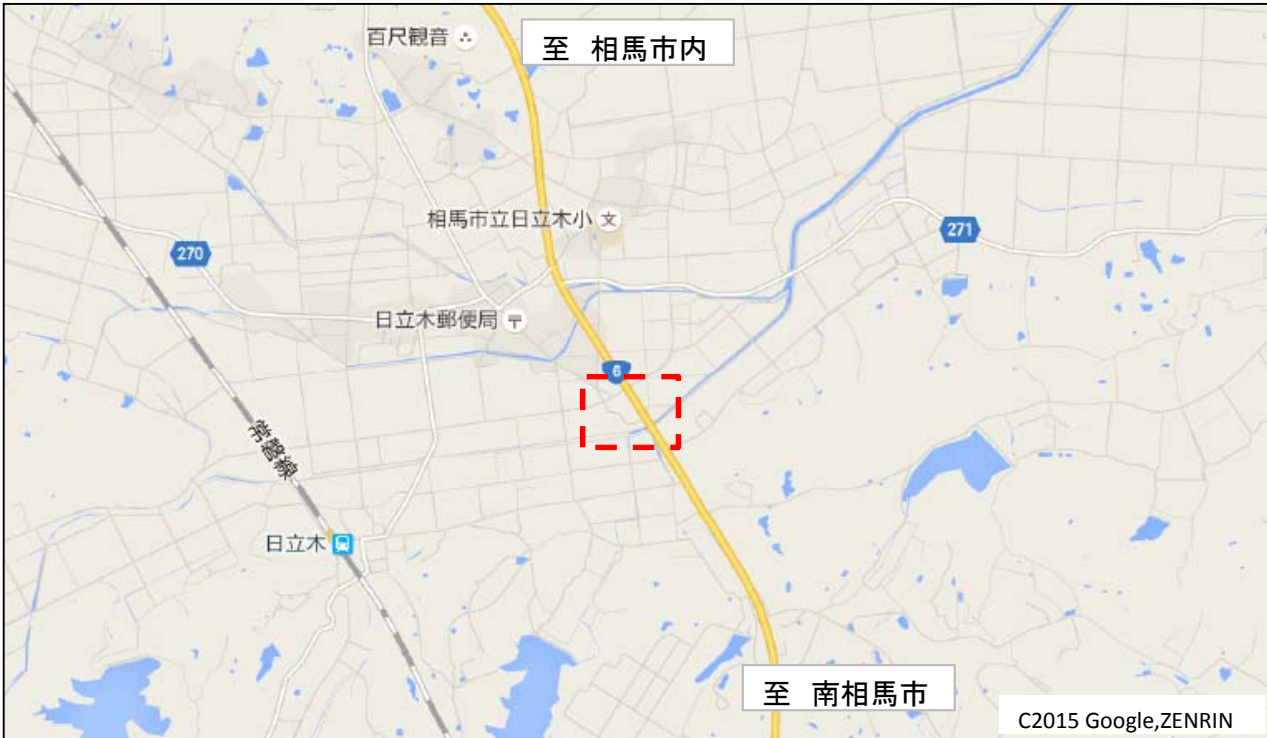 百尺観音
至 相馬市内
相馬市立日立木小
文
271
270
日立木郵便局
6
常磐線
日立木
至 南相馬市
C2015 Google,ZENRIN